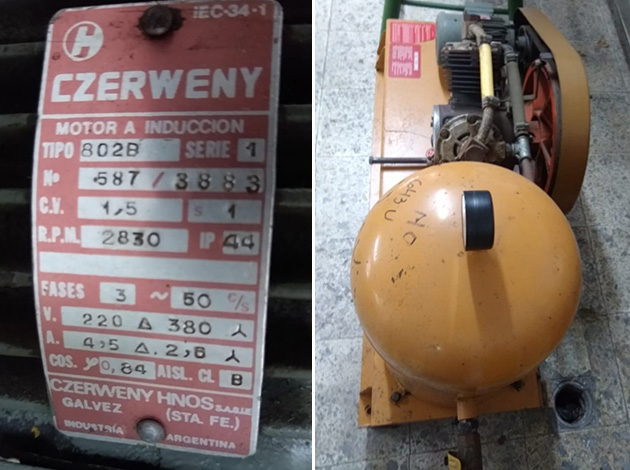 IEC-34-1
CZERWENY
MOTOR A INDUCCION
TIPO 802B SERIE 1
Nº 587/3883
C.V. 1,5 S 1
R.P.M. 2830 IP 44
FASES 3 ~ 50 c/s
V. 220 Δ 380 ⅄
A. 4,5 Δ. 2,6 ⅄
COS. φ 0,84 AISL. CL B
CZERWENY HNOS S.A.C.I.F.
GALVEZ (STA. FE.)
INDUSTRIA ARGENTINA
NO